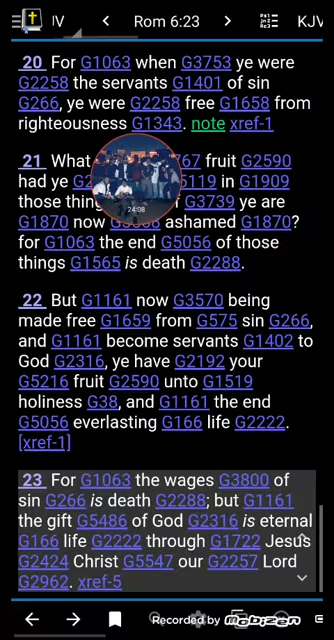 IV < Rom 6:23 > KJV
20 For G1063 when G3753 ye were
G2258 the servants G1401 of sin
G266, ye were G2258 free G1658 from
righteousness G1343. note xref-1
21 What 767 fruit G2590
had ye 5119 in G1909
those G3739 ye are
G1870 now ashamed G1870?
for G1063 the end G5056 of those
things G1565 is death G2288.
24:08
22 But G1161 now G3570 being
made free G1659 from G575 sin G266,
and G1161 become servants G1402 to
God G2316, ye have G2192 your
G5216 fruit G2590 unto G1519
holiness G38, and G1161 the end
G5056 everlasting G166 life G2222.
[xref-1]
23 For G1063 the wages G3800 of
sin G266 is death G2288; but G1161
the gift G5486 of God G2316 is eternal
G166 life G2222 through G1722 Jesus
G2424 Christ G5547 our G2257 Lord
G2962. xref-5
Recorded by Mobizen